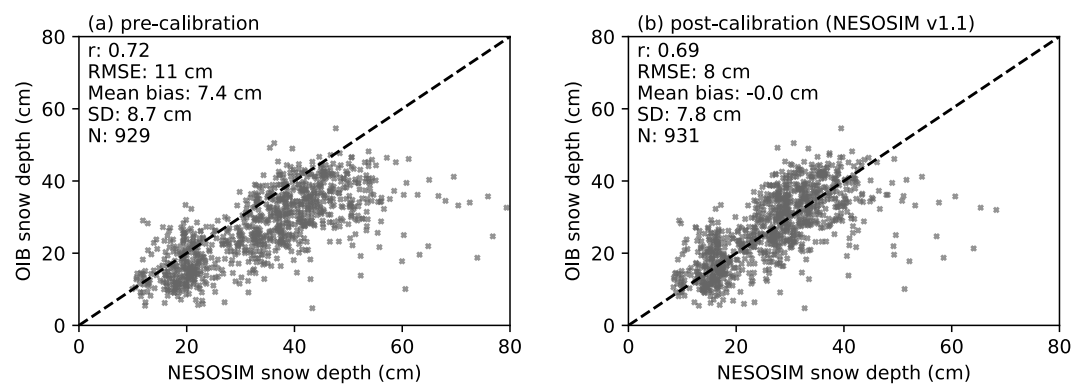 (a) pre-calibration
r: 0.72
RMSE: 11 cm
Mean bias: 7.4 cm
SD: 8.7 cm
N: 929
80
60
40
20
0
OIB snow depth (cm)
0 20 40 60 80
NESOSIM snow depth (cm)
(b) post-calibration (NESOSIM v1.1)
r: 0.69
RMSE: 8 cm
Mean bias: -0.0 cm
SD: 7.8 cm
N: 931
80
60
40
20
0
OIB snow depth (cm)
0 20 40 60 80
NESOSIM snow depth (cm)